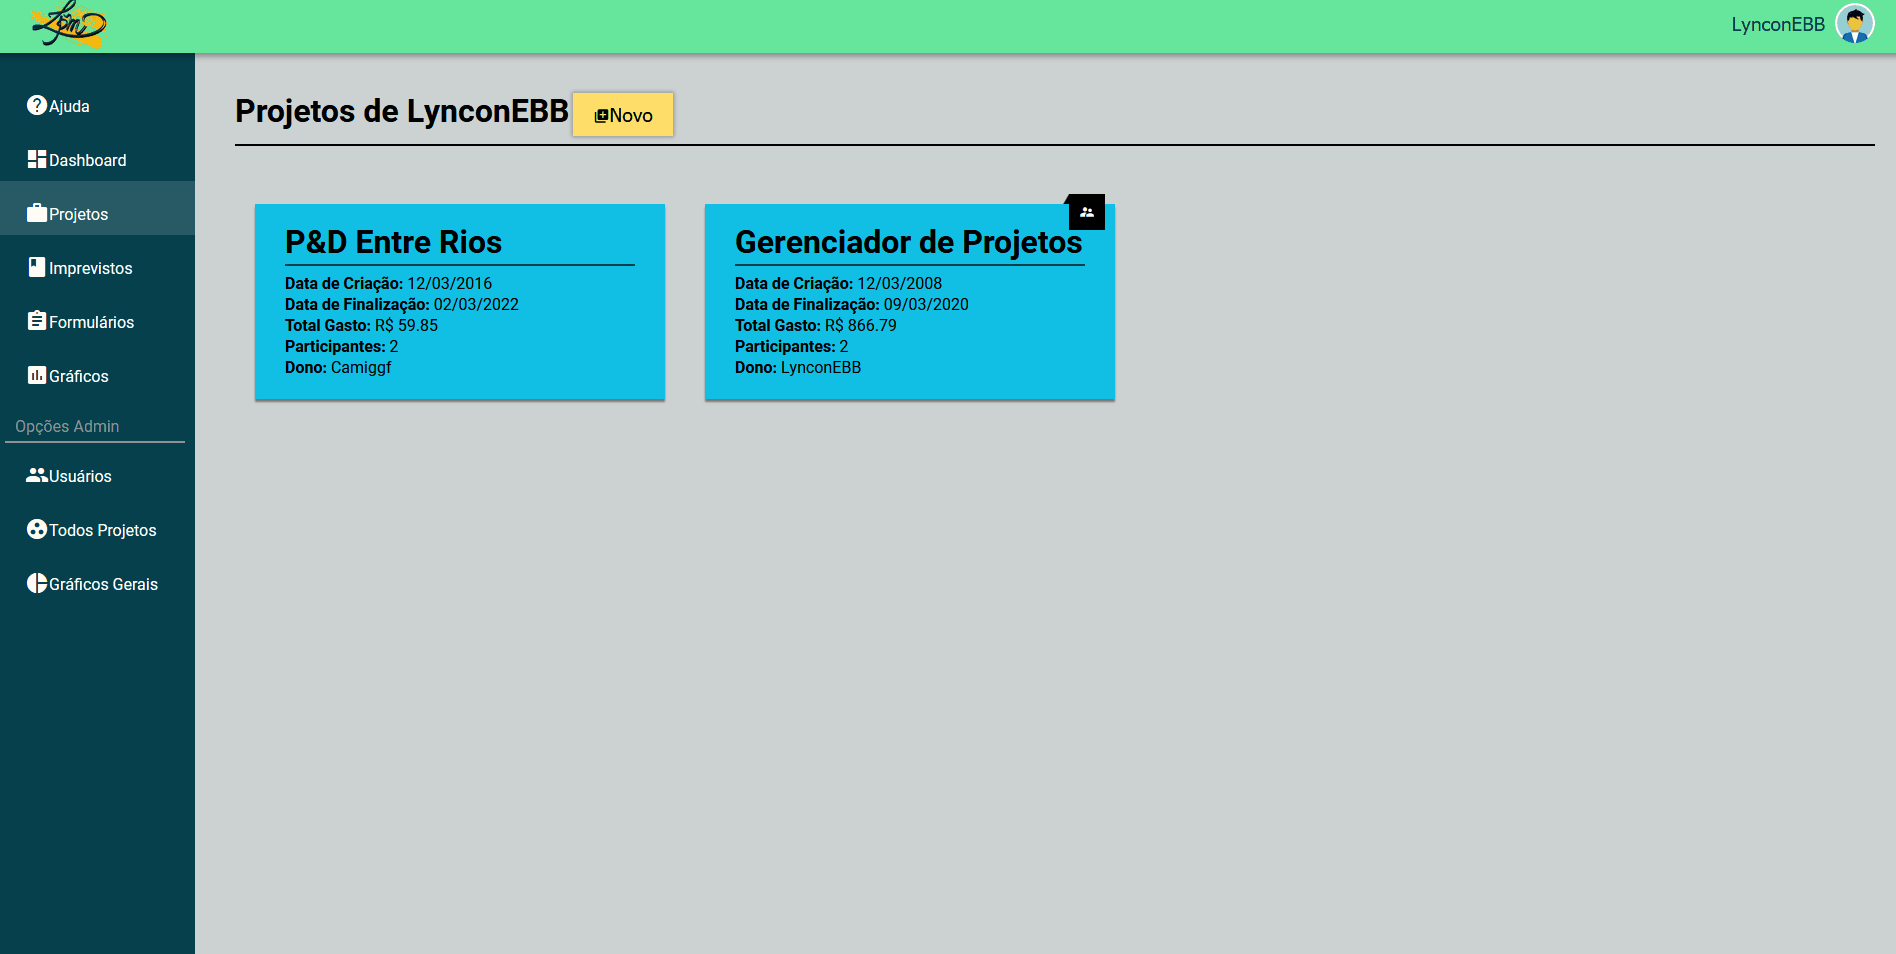 LynconEBB
Ajuda
Dashboard
Projetos
Imprevistos
Formulários
Gráficos
Opções Admin
Usuários
Todos Projetos
Gráficos Gerais
Projetos de LynconEBB
Novo
P&D Entre Rios
Data de Criação: 12/03/2016
Data de Finalização: 02/03/2022
Total Gasto: R$ 59.85
Participantes: 2
Dono: Camiggf
Gerenciador de Projetos
Data de Criação: 12/03/2008
Data de Finalização: 09/03/2020
Total Gasto: R$ 866.79
Participantes: 2
Dono: LynconEBB